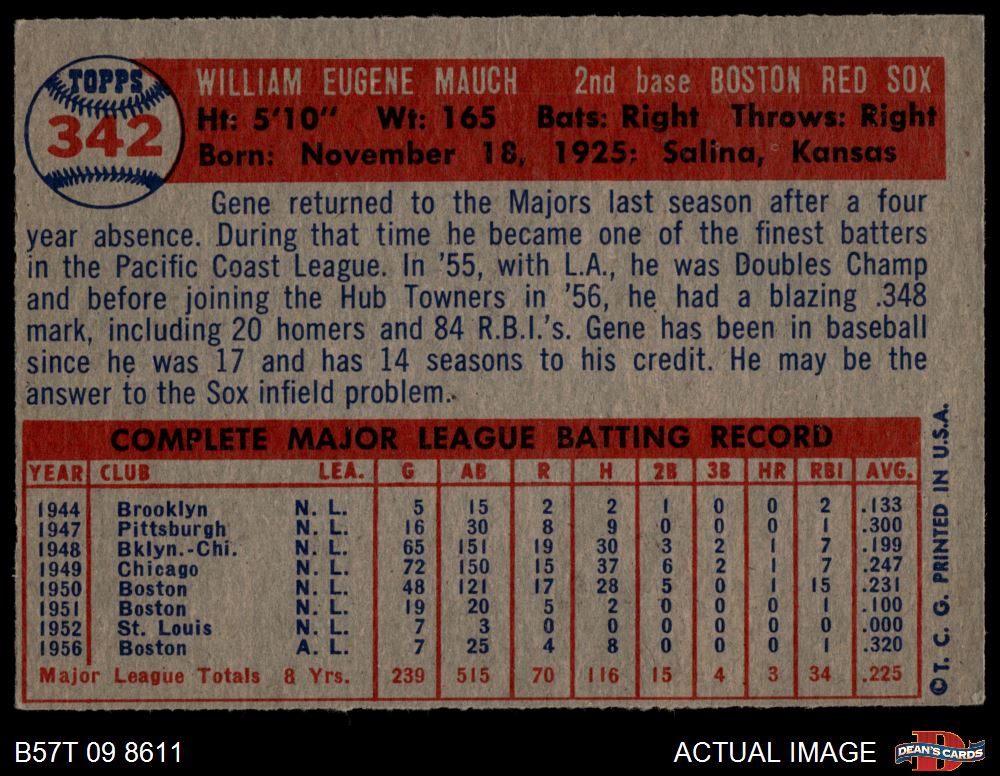 TOPPS
342
WILLIAM EUGENE MAUCH 2nd base BOSTON RED SOX
Ht: 5'10" Wt: 165 Bats: Right Throws: Right
Born: November 18, 1925: Salina, Kansas
Gene returned to the Majors last season after a four
year absence. During that time he became one of the finest batters
in the Pacific Coast League. In '55, with L.A., he was Doubles Champ
and before joining the Hub Towners in '56, he had a blazing .348
mark, including 20 homers and 84 R.B.I.'s. Gene has been in baseball
since he was 17 and has 14 seasons to his credit. He may be the
answer to the Sox infield problem.
COMPLETE MAJOR LEAGUE BATTING RECORD
YEAR CLUB LEA. G AB R H 2B 3B HR RBI AVG.
1944 Brooklyn N. L. 5 15 2 2 1 0 0 2 .133
1947 Pittsburgh N. L. 16 30 8 9 0 0 0 1 .300
1948 Bklyn.-Chi. N. L. 65 151 19 30 3 2 1 7 .199
1949 Chicago N. L. 72 150 15 37 6 2 1 7 .247
1950 Boston N. L. 48 121 17 28 5 0 1 15 .231
1951 Boston N. L. 19 20 5 2 0 0 0 1 .100
1952 St. Louis N. L. 7 3 0 0 0 0 0 0 .000
1956 Boston A. L. 7 25 4 8 0 0 0 1 .320
Major League Totals 8 Yrs. 239 515 70 116 15 4 3 34 .225
© T. C. G. PRINTED IN U.S.A.
B57T 09 8611
ACTUAL IMAGE
DEAN'S CARDS